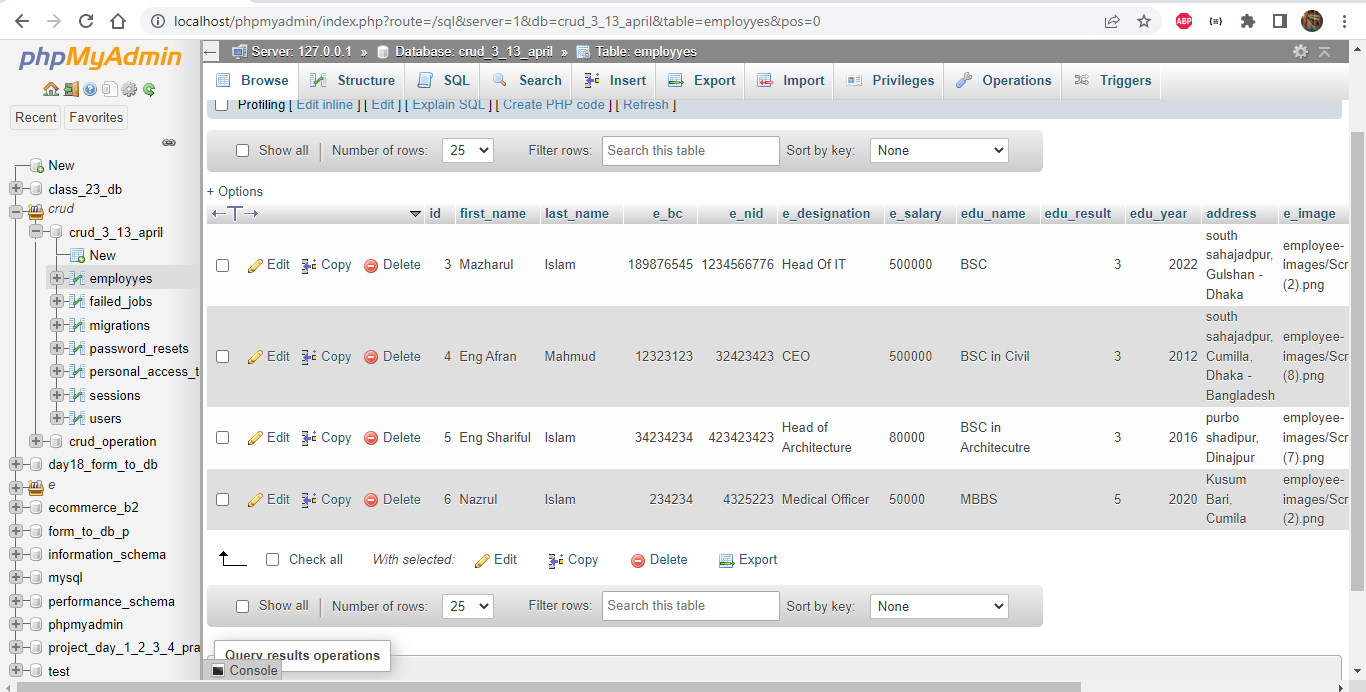 localhost/phpmyadmin/index.php?route=/sql&server=1&db=crud_3_13_april&table=employyes&pos=0
ABP
phpMyAdmin
Recent
Favorites
New
class_23_db
crud
crud_3_13_april
New
employyes
failed_jobs
migrations
password_resets
personal_access_t
sessions
users
crud_operation
day18_form_to_db
e
ecommerce_b2
form_to_db_p
information_schema
mysql
performance_schema
phpmyadmin
project_day_1_2_3_4_pra
test
Server: 127.0.0.1 » Database: crud_3_13_april » Table: employyes
Browse Structure SQL Search Insert Export Import Privileges Operations Triggers
Profiling [ Edit inline ] [ Edit ] [ Explain SQL ] [ Create PHP code ] [ Refresh ]
Show all | Number of rows: 25 Filter rows: Search this table Sort by key: None
+ Options
←T→ id first_name last_name e_bc e_nid e_designation e_salary edu_name edu_result edu_year address e_image
Edit Copy Delete 3 Mazharul Islam 189876545 1234566776 Head Of IT 500000 BSC 3 2022
south
sahajadpur,
Gulshan -
Dhaka
employee-
images/Scr
(2).png
Edit Copy Delete 4 Eng Afran Mahmud 12323123 32423423 CEO 500000 BSC in Civil 3 2012
south
sahajadpur,
Cumilla,
Dhaka -
Bangladesh
employee-
images/Scr
(8).png
Edit Copy Delete 5 Eng Shariful Islam 34234234 423423423
Head of
Architecture
80000
BSC in
Architecutre
3 2016
purbo
shadipur,
Dinajpur
employee-
images/Scr
(7).png
Edit Copy Delete 6 Nazrul Islam 234234 4325223 Medical Officer 50000 MBBS 5 2020
Kusum
Bari,
Cumila
employee-
images/Scr
(2).png
Check all With selected: Edit Copy Delete Export
Show all | Number of rows: 25 Filter rows: Search this table Sort by key: None
Query results operations
Console